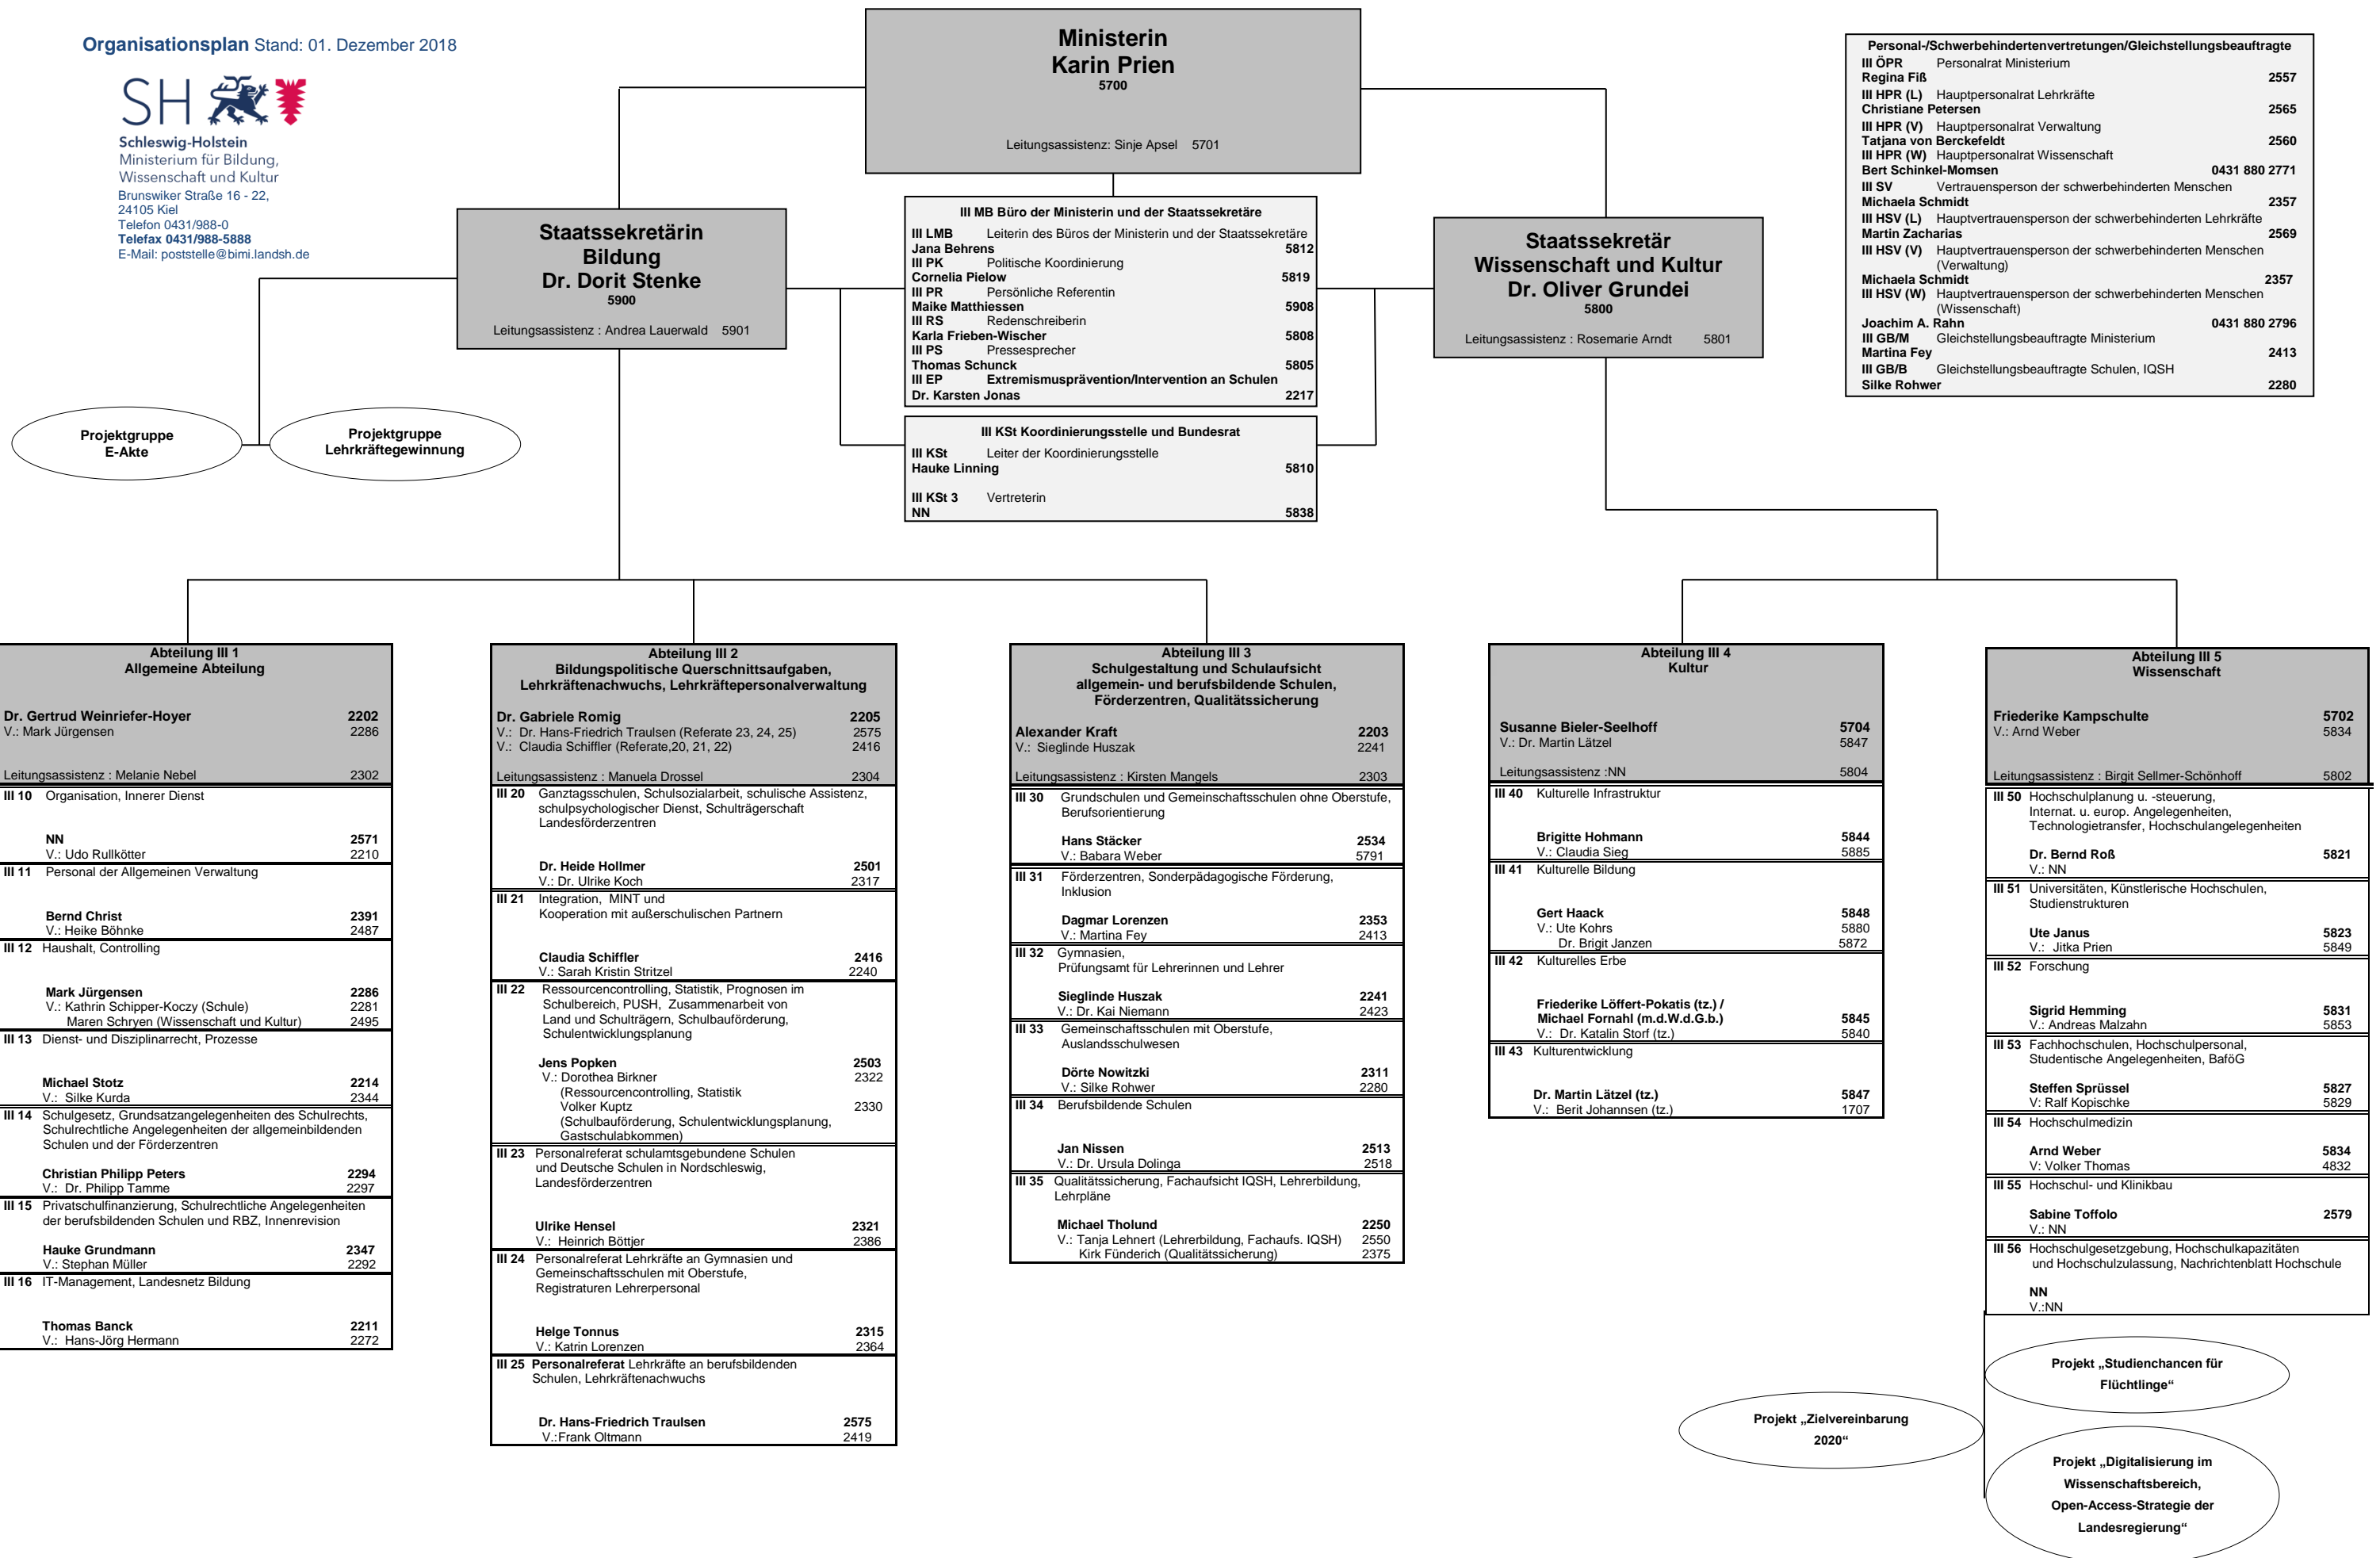 Organisationsplan Stand: 01. Dezember 2018
SH
Schleswig-Holstein
Ministerium für Bildung,
Wissenschaft und Kultur
Brunswiker Straße 16 - 22,
24105 Kiel
Telefon 0431/988-0
Telefax 0431/988-5888
E-Mail: poststelle@bimi.landsh.de
Ministerin
Karin Prien
5700
Leitungsassistenz: Sinje Apsel 5701
Personal-/Schwerbehindertenvertretungen/Gleichstellungsbeauftragte
III ÖPR Personalrat Ministerium
Regina Fiß 2557
III HPR (L) Hauptpersonalrat Lehrkräfte
Christiane Petersen 2565
III HPR (V) Hauptpersonalrat Verwaltung
Tatjana von Berckefeldt 2560
III HPR (W) Hauptpersonalrat Wissenschaft
Bert Schinkel-Momsen 0431 880 2771
III SV Vertrauensperson der schwerbehinderten Menschen
Michaela Schmidt 2357
III HSV (L) Hauptvertrauensperson der schwerbehinderten Lehrkräfte
Martin Zacharias 2569
III HSV (V) Hauptvertrauensperson der schwerbehinderten Menschen
(Verwaltung)
Michaela Schmidt 2357
III HSV (W) Hauptvertrauensperson der schwerbehinderten Menschen
(Wissenschaft)
Joachim A. Rahn 0431 880 2796
III GB/M Gleichstellungsbeauftragte Ministerium
Martina Fey 2413
III GB/B Gleichstellungsbeauftragte Schulen, IQSH
Silke Rohwer 2280
Staatssekretärin
Bildung
Dr. Dorit Stenke
5900
Leitungsassistenz : Andrea Lauerwald 5901
III MB Büro der Ministerin und der Staatssekretäre
III LMB Leiterin des Büros der Ministerin und der Staatssekretäre
Jana Behrens 5812
III PK Politische Koordinierung
Cornelia Pielow 5819
III PR Persönliche Referentin
Maike Matthiessen 5908
III RS Redenschreiberin
Karla Frieben-Wischer 5808
III PS Pressesprecher
Thomas Schunck 5805
III EP Extremismusprävention/Intervention an Schulen
Dr. Karsten Jonas 2217
III KSt Koordinierungsstelle und Bundesrat
III KSt Leiter der Koordinierungsstelle
Hauke Linning 5810
III KSt 3 Vertreterin
NN 5838
Staatssekretär
Wissenschaft und Kultur
Dr. Oliver Grundei
5800
Leitungsassistenz : Rosemarie Arndt 5801
Projektgruppe
E-Akte
Projektgruppe
Lehrkräftegewinnung
Abteilung III 1
Allgemeine Abteilung
Dr. Gertrud Weinriefer-Hoyer 2202
V.: Mark Jürgensen 2286
Leitungsassistenz : Melanie Nebel 2302
III 10 Organisation, Innerer Dienst
NN 2571
V.: Udo Rullkötter 2210
III 11 Personal der Allgemeinen Verwaltung
Bernd Christ 2391
V.: Heike Böhnke 2487
III 12 Haushalt, Controlling
Mark Jürgensen 2286
V.: Kathrin Schipper-Koczy (Schule) 2281
Maren Schryen (Wissenschaft und Kultur) 2495
III 13 Dienst- und Disziplinarrecht, Prozesse
Michael Stotz 2214
V.: Silke Kurda 2344
III 14 Schulgesetz, Grundsatzangelegenheiten des Schulrechts,
Schulrechtliche Angelegenheiten der allgemeinbildenden
Schulen und der Förderzentren
Christian Philipp Peters 2294
V.: Dr. Philipp Tamme 2297
III 15 Privatschulfinanzierung, Schulrechtliche Angelegenheiten
der berufsbildenden Schulen und RBZ, Innenrevision
Hauke Grundmann 2347
V.: Stephan Müller 2292
III 16 IT-Management, Landesnetz Bildung
Thomas Banck 2211
V.: Hans-Jörg Hermann 2272
Abteilung III 2
Bildungspolitische Querschnittsaufgaben,
Lehrkräftenachwuchs, Lehrkräftepersonalverwaltung
Dr. Gabriele Romig 2205
V.: Dr. Hans-Friedrich Traulsen (Referate 23, 24, 25) 2575
V.: Claudia Schiffler (Referate,20, 21, 22) 2416
Leitungsassistenz : Manuela Drossel 2304
III 20 Ganztagsschulen, Schulsozialarbeit, schulische Assistenz,
schulpsychologischer Dienst, Schulträgerschaft
Landesförderzentren
Dr. Heide Hollmer 2501
V.: Dr. Ulrike Koch 2317
III 21 Integration, MINT und
Kooperation mit außerschulischen Partnern
Claudia Schiffler 2416
V.: Sarah Kristin Stritzel 2240
III 22 Ressourcencontrolling, Statistik, Prognosen im
Schulbereich, PUSH, Zusammenarbeit von
Land und Schulträgern, Schulbauförderung,
Schulentwicklungsplanung
Jens Popken 2503
V.: Dorothea Birkner 2322
(Ressourcencontrolling, Statistik
Volker Kuptz 2330
(Schulbauförderung, Schulentwicklungsplanung,
Gastschulabkommen)
III 23 Personalreferat schulamtsgebundene Schulen
und Deutsche Schulen in Nordschleswig,
Landesförderzentren
Ulrike Hensel 2321
V.: Heinrich Böttjer 2386
III 24 Personalreferat Lehrkräfte an Gymnasien und
Gemeinschaftsschulen mit Oberstufe,
Registraturen Lehrerpersonal
Helge Tonnus 2315
V.: Katrin Lorenzen 2364
III 25 Personalreferat Lehrkräfte an berufsbildenden
Schulen, Lehrkräftenachwuchs
Dr. Hans-Friedrich Traulsen 2575
V.:Frank Oltmann 2419
Abteilung III 3
Schulgestaltung und Schulaufsicht
allgemein- und berufsbildende Schulen,
Förderzentren, Qualitätssicherung
Alexander Kraft 2203
V.: Sieglinde Huszak 2241
Leitungsassistenz : Kirsten Mangels 2303
III 30 Grundschulen und Gemeinschaftsschulen ohne Oberstufe,
Berufsorientierung
Hans Stäcker 2534
V.: Babara Weber 5791
III 31 Förderzentren, Sonderpädagogische Förderung,
Inklusion
Dagmar Lorenzen 2353
V.: Martina Fey 2413
III 32 Gymnasien,
Prüfungsamt für Lehrerinnen und Lehrer
Sieglinde Huszak 2241
V.: Dr. Kai Niemann 2423
III 33 Gemeinschaftsschulen mit Oberstufe,
Auslandsschulwesen
Dörte Nowitzki 2311
V.: Silke Rohwer 2280
III 34 Berufsbildende Schulen
Jan Nissen 2513
V.: Dr. Ursula Dolinga 2518
III 35 Qualitätssicherung, Fachaufsicht IQSH, Lehrerbildung,
Lehrpläne
Michael Tholund 2250
V.: Tanja Lehnert (Lehrerbildung, Fachaufs. IQSH) 2550
Kirk Fünderich (Qualitätssicherung) 2375
Abteilung III 4
Kultur
Susanne Bieler-Seelhoff 5704
V.: Dr. Martin Lätzel 5847
Leitungsassistenz :NN 5804
III 40 Kulturelle Infrastruktur
Brigitte Hohmann 5844
V.: Claudia Sieg 5885
III 41 Kulturelle Bildung
Gert Haack 5848
V.: Ute Kohrs 5880
Dr. Brigit Janzen 5872
III 42 Kulturelles Erbe
Friederike Löffert-Pokatis (tz.) /
Michael Fornahl (m.d.W.d.G.b.) 5845
V.: Dr. Katalin Storf (tz.) 5840
III 43 Kulturentwicklung
Dr. Martin Lätzel (tz.) 5847
V.: Berit Johannsen (tz.) 1707
Abteilung III 5
Wissenschaft
Friederike Kampschulte 5702
V.: Arnd Weber 5834
Leitungsassistenz : Birgit Sellmer-Schönhoff 5802
III 50 Hochschulplanung u. -steuerung,
Internat. u. europ. Angelegenheiten,
Technologietransfer, Hochschulangelegenheiten
Dr. Bernd Roß 5821
V.: NN
III 51 Universitäten, Künstlerische Hochschulen,
Studienstrukturen
Ute Janus 5823
V.: Jitka Prien 5849
III 52 Forschung
Sigrid Hemming 5831
V.: Andreas Malzahn 5853
III 53 Fachhochschulen, Hochschulpersonal,
Studentische Angelegenheiten, BaföG
Steffen Sprüssel 5827
V: Ralf Kopischke 5829
III 54 Hochschulmedizin
Arnd Weber 5834
V: Volker Thomas 4832
III 55 Hochschul- und Klinikbau
Sabine Toffolo 2579
V.: NN
III 56 Hochschulgesetzgebung, Hochschulkapazitäten
und Hochschulzulassung, Nachrichtenblatt Hochschule
NN
V.:NN
Projekt „Studienchancen für
Flüchtlinge“
Projekt „Zielvereinbarung
2020“
Projekt „Digitalisierung im
Wissenschaftsbereich,
Open-Access-Strategie der
Landesregierung“